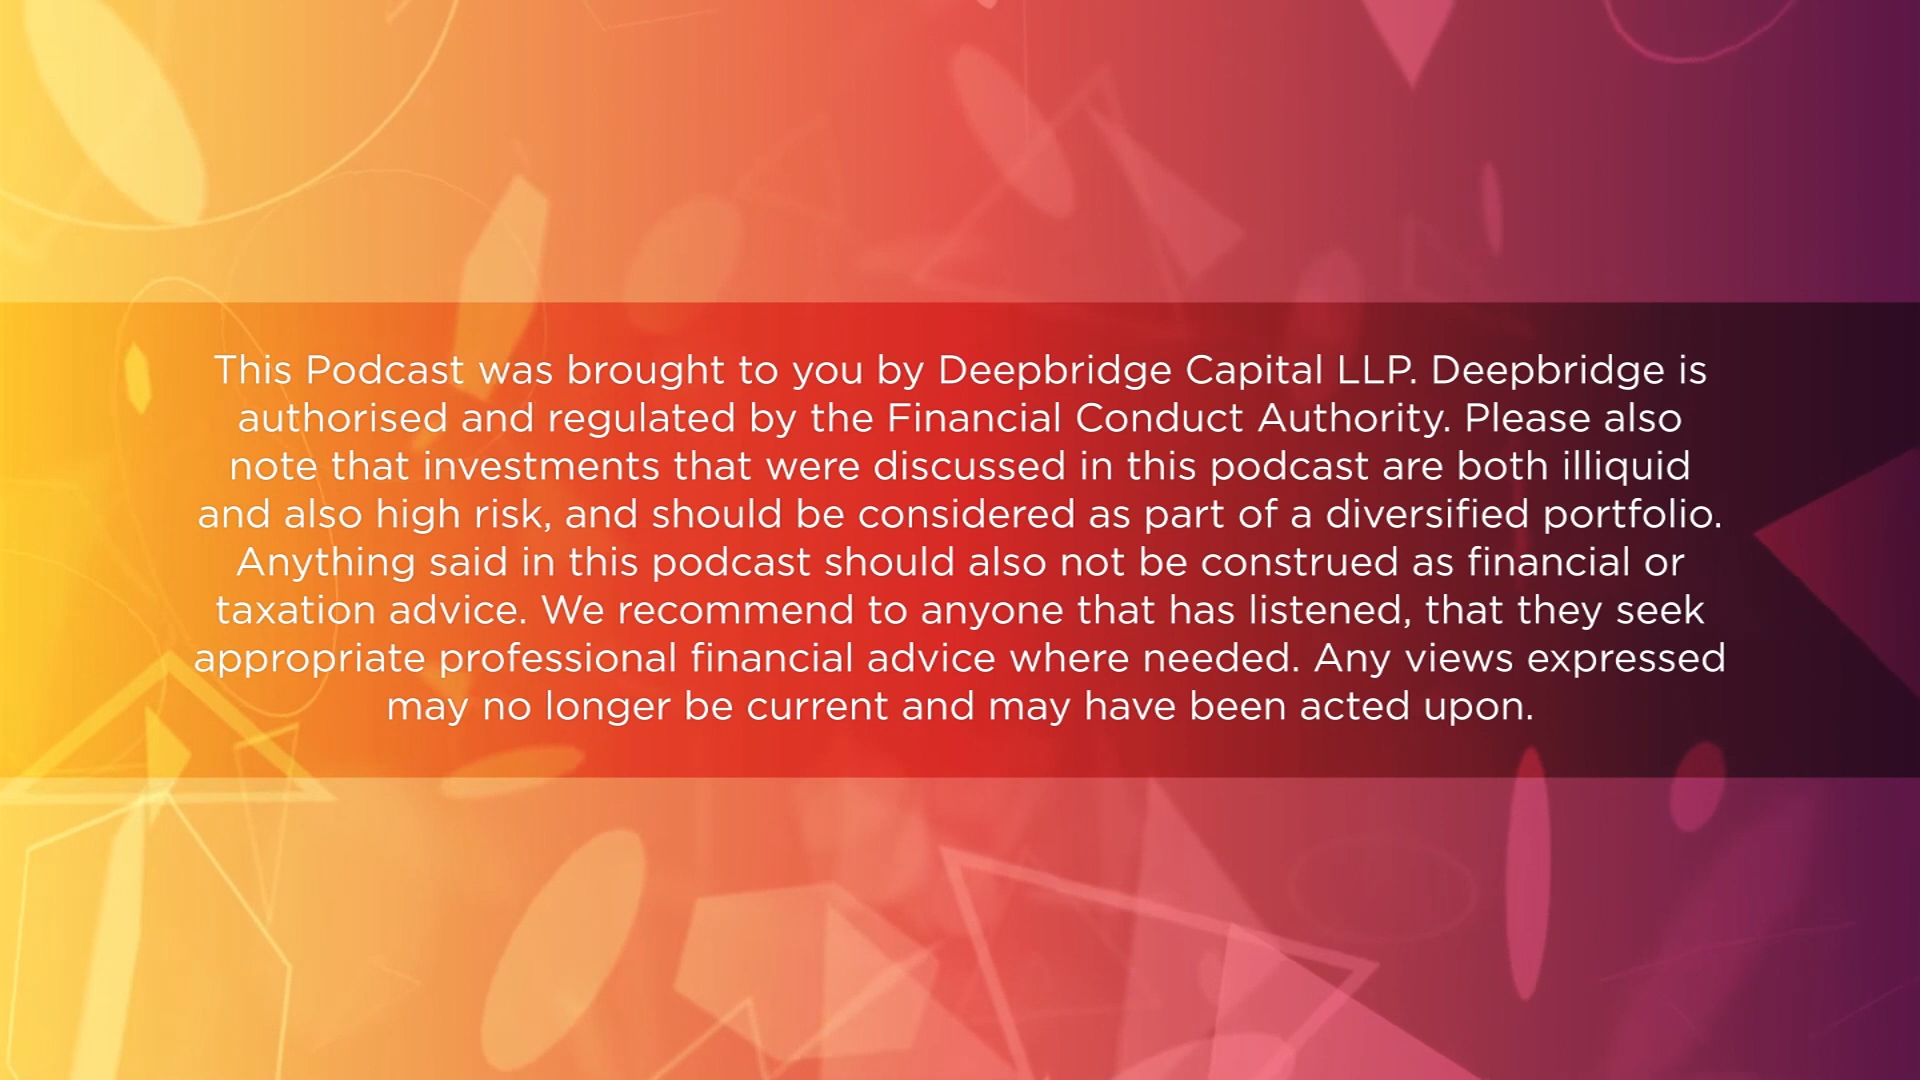 This Podcast was brought to you by Deepbridge Capital LLP. Deepbridge is
authorised and regulated by the Financial Conduct Authority. Please also
note that investments that were discussed in this podcast are both illiquid
and also high risk, and should be considered as part of a diversified portfolio.
Anything said in this podcast should also not be construed as financial or
taxation advice. We recommend to anyone that has listened, that they seek
appropriate professional financial advice where needed. Any views expressed
may no longer be current and may have been acted upon.